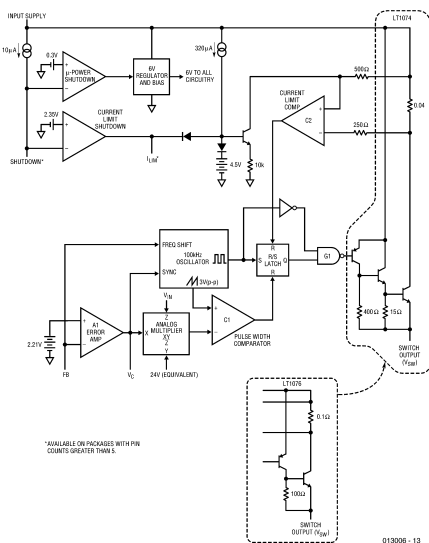 INPUT SUPPLY
LT1074
10µA
320µA
0.3V
+
µ-POWER
SHUTDOWN
–
6V
REGULATOR
AND BIAS
6V TO ALL
CIRCUITRY
500Ω
0.04
2.35V
+
CURRENT
LIMIT
SHUTDOWN
–
CURRENT
LIMIT
COMP
+
C2
–
250Ω
4.5V
10k
SHUTDOWN*
ILIM*
FREQ SHIFT
100kHz
OSCILLATOR
SYNC
3V(p-p)
R
S R/S Q
LATCH
R
G1
VIN
400Ω
15Ω
2.21V
+
A1
ERROR
AMP
–
Z
X ANALOG
MULTIPLIER
XY
Z
Y
+
C1
–
PULSE WIDTH
COMPARATOR
SWITCH
OUTPUT
(VSW)
FB
VC
24V (EQUIVALENT)
LT1076
0.1Ω
100Ω
SWITCH
OUTPUT (VSW)
*AVAILABLE ON PACKAGES WITH PIN
COUNTS GREATER THAN 5.
013006 - 13